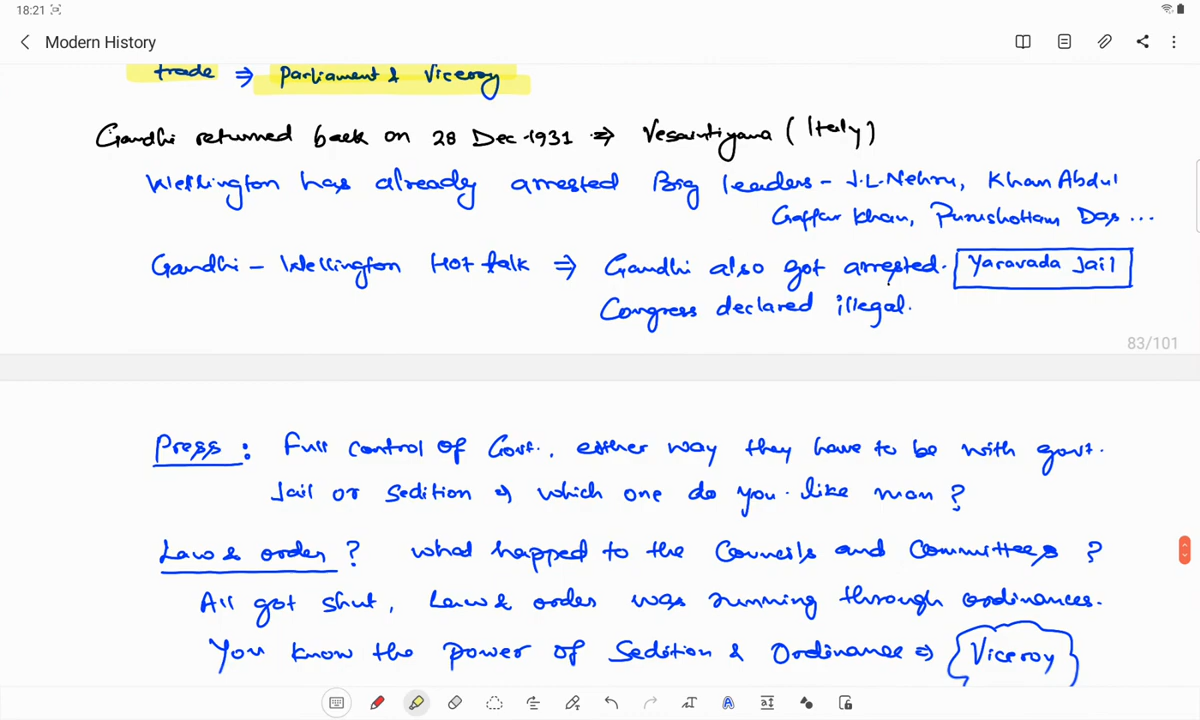 18:21
Modern History
trade ⇒ Parliament & Viceroy
Gandhi returned back on 28 Dec-1931 ⇒ (Italy)
Wellington has already arrested Big leaders - J.L.Nehru, Khan Abdul
Gaffar Khan, Purushottam Das ...
Gandhi - Wellington Hot talk ⇒ Gandhi also got arrested. Yaravada Jail
Congress declared illegal.
83/101
Press : Full control of Govt., either way they have to be with govt.
Jail or Sedition ⇒ which one do you like man ?
Law & order ? What happed to the Councils and Committees ?
All got shut, Law & order was running through ordinances.
You know the power of Sedition & Ordinance ⇒ Viceroy